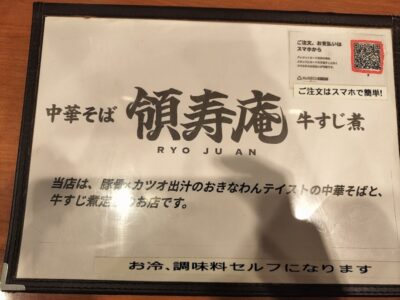 ご注文、お支払いは
スマホから
ご注文はスマホで簡単!
中華そば 領寿庵 牛すじ煮
RYO JU AN
当店は、豚骨×カツオ出汁のおきなわんテイストの中華そばと、
牛すじ煮定のお店です。
お冷、調味料セルフになります